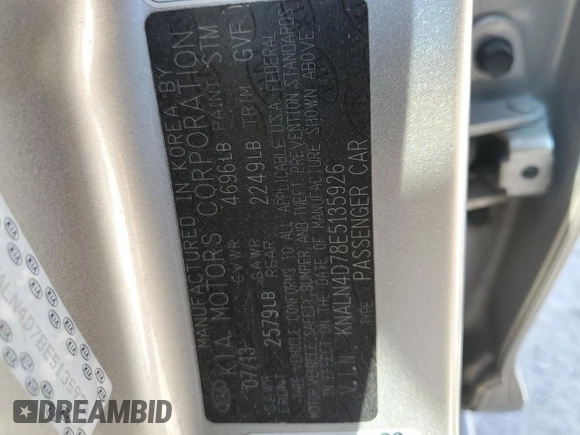 MANUFACTURED IN KOREA BY
KIA MOTORS CORPORATION
07/13 GVWR 4696LB PAINT STM
2579LB GAWR REAR 2249LB TRIM GVF
THIS VEHICLE CONFORMS TO ALL APPLICABLE USA FEDERAL
MOTOR VEHICLE SAFETY, BUMPER AND THEFT PREVENTION STANDARDS
IN EFFECT ON THE DATE OF MANUFACTURE SHOWN ABOVE.
V.I.N KNALN4D78E5135926
TYPE PASSENGER CAR
ALN4D78E5135
DREAMBID